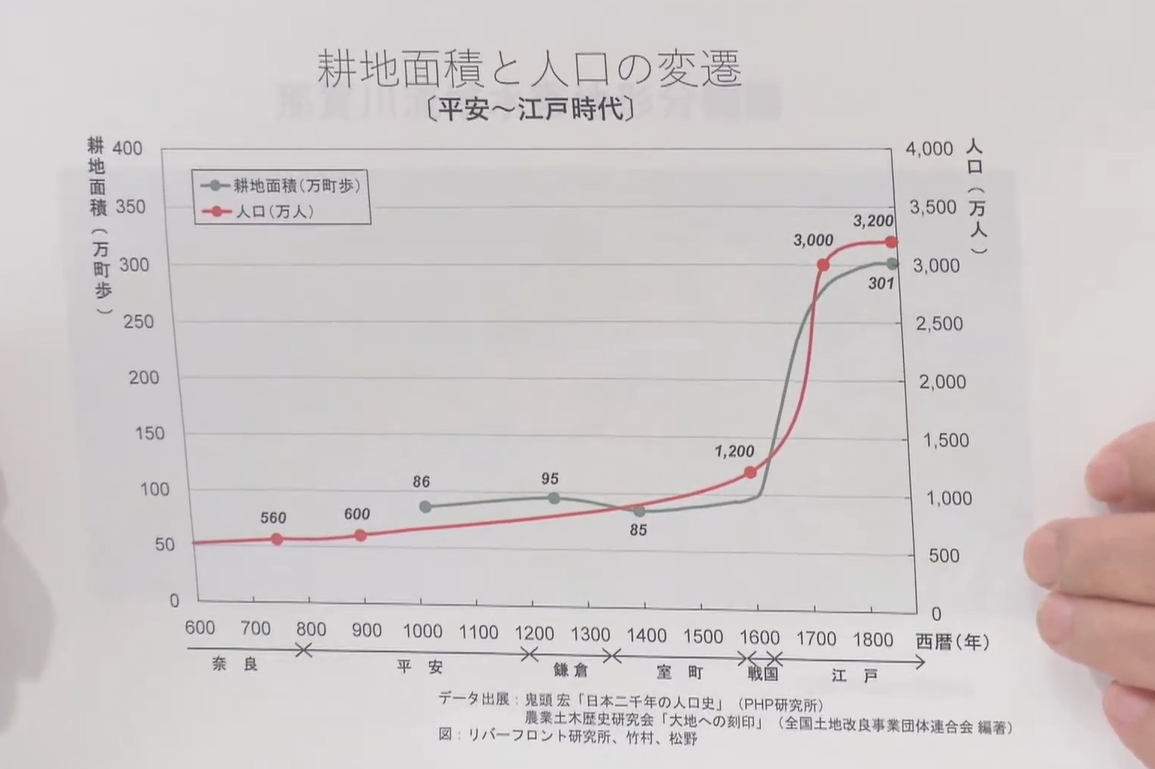 耕地面積と人口の変遷
〔平安～江戸時代〕
耕地面積（万町歩）
人口（万人）
400
350
300
250
200
150
100
50
0
4,000
3,500
3,000
2,500
2,000
1,500
1,000
500
0
耕地面積（万町歩）
人口（万人）
560
600
86
95
85
1,200
3,000
3,200
301
600 700 800 900 1000 1100 1200 1300 1400 1500 1600 1700 1800 西暦（年）
奈良 平安 鎌倉 室町 戦国 江戸
データ出展：鬼頭 宏「日本二千年の人口史」（PHP研究所）
農業土木歴史研究会「大地への刻印」（全国土地改良事業団体連合会 編著）
図：リバーフロント研究所、竹村、松野